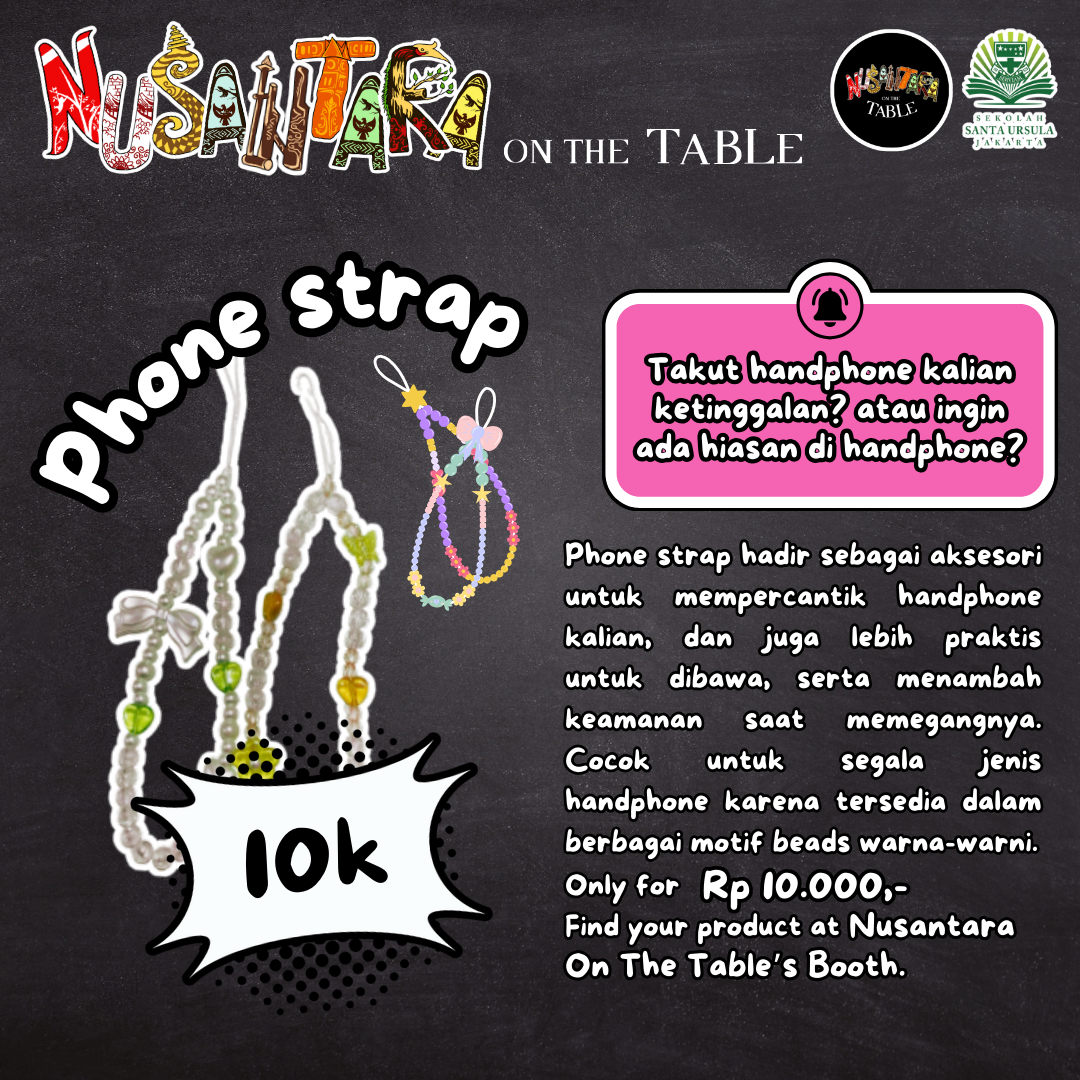 NUSANTARA ON THE TABLE
NUSANTARA
ON THE
TABLE
SERVIAM
SEKOLAH
SANTA URSULA
JAKARTA
phone strap
Takut handphone kalian
ketinggalan? atau ingin
ada hiasan di handphone?
Phone strap hadir sebagai aksesori
untuk mempercantik handphone
kalian, dan juga lebih praktis
untuk dibawa, serta menambah
keamanan saat memegangnya.
Cocok untuk segala jenis
handphone karena tersedia dalam
berbagai motif beads warna-warni.
Only for Rp 10.000,-
Find your product at Nusantara
On The Table's Booth.
10k